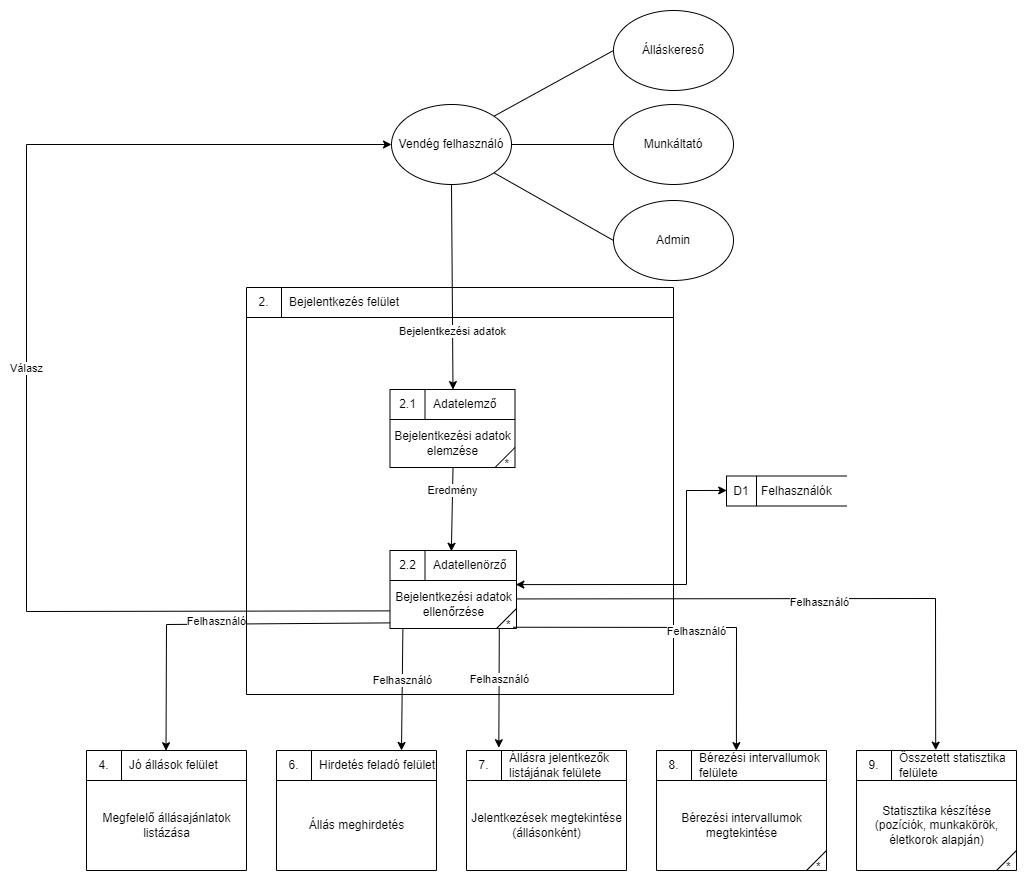 Álláskereső
Vendég felhasználó
Munkáltató
Admin
2.
Bejelentkezés felület
Bejelentkezési adatok
Válasz
2.1
Adatelemző
Bejelentkezési adatok
elemzése
*
Eredmény
D1
Felhasználók
2.2
Adatellenörző
Bejelentkezési adatok
ellenőrzése
*
Felhasználó
Felhasználó
Felhasználó
Felhasználó
Felhasználó
4.
Jó állások felület
Megfelelő állásajánlatok
listázása
6.
Hirdetés feladó felület
Állás meghirdetés
7.
Állásra jelentkezők
listájának felülete
Jelentkezések megtekintése
(állásonként)
8.
Bérezési intervallumok
felülete
Bérezési intervallumok
megtekintése
*
9.
Összetett statisztika
felülete
Statisztika készítése
(pozíciók, munkakörök,
életkorok alapján)
*